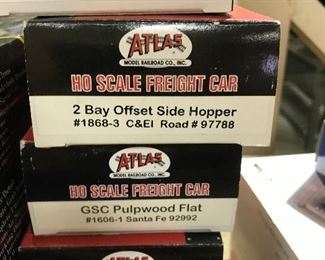 ATLAS
MODEL RAILROAD CO., INC.
HO SCALE FREIGHT CAR
2 Bay Offset Side Hopper
#1868-3 C&EI Road # 97788
ATLAS
MODEL RAILROAD CO., INC.
HO SCALE FREIGHT CAR
GSC Pulpwood Flat
#1606-1 Santa Fe 92992
ATLAS